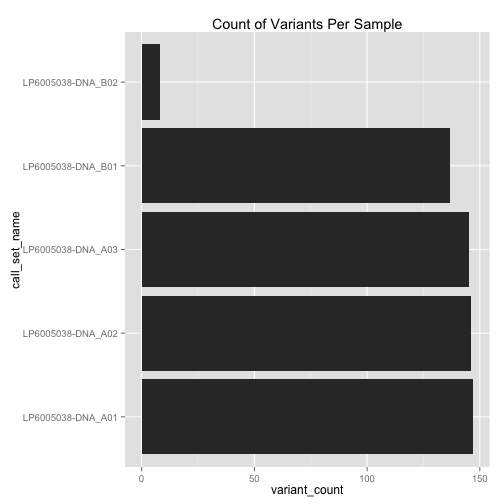 Count of Variants Per Sample
LP6005038-DNA_B02
LP6005038-DNA_B01
LP6005038-DNA_A03
LP6005038-DNA_A02
LP6005038-DNA_A01
call_set_name
0 50 100 150
variant_count